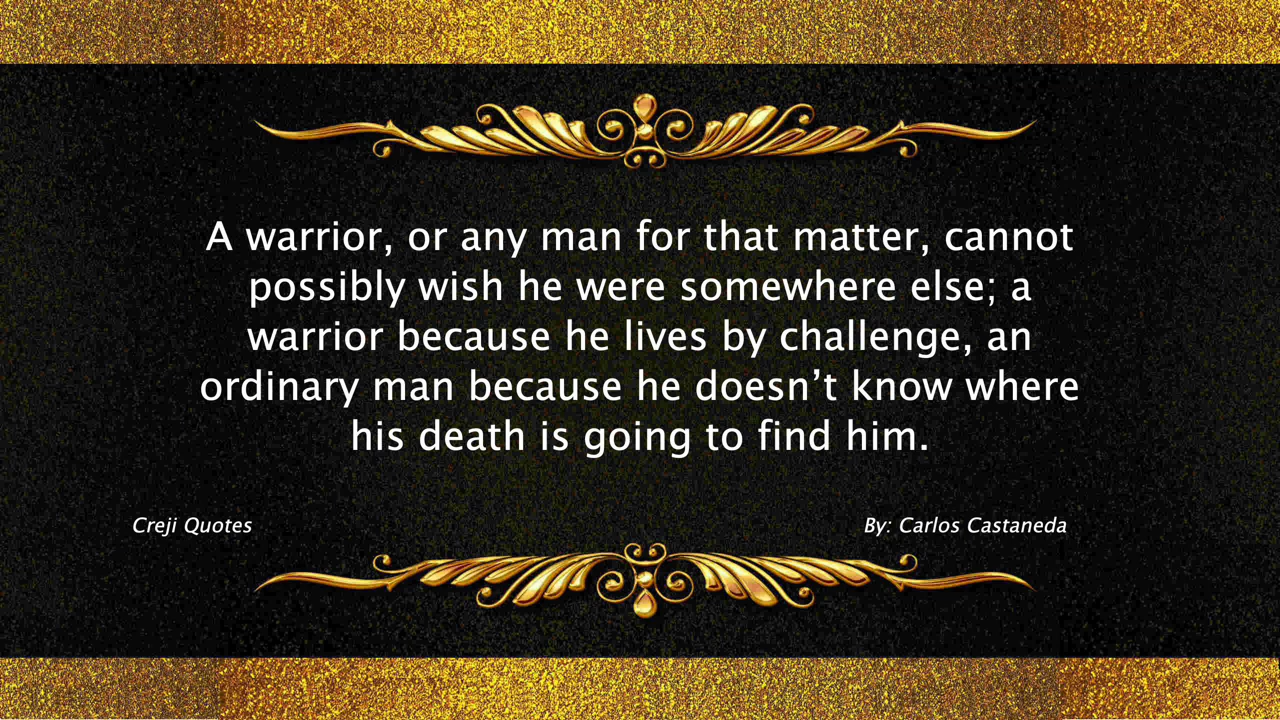 A warrior, or any man for that matter, cannot
possibly wish he were somewhere else; a
warrior because he lives by challenge, an
ordinary man because he doesn’t know where
his death is going to find him.
Creji Quotes
By: Carlos Castaneda